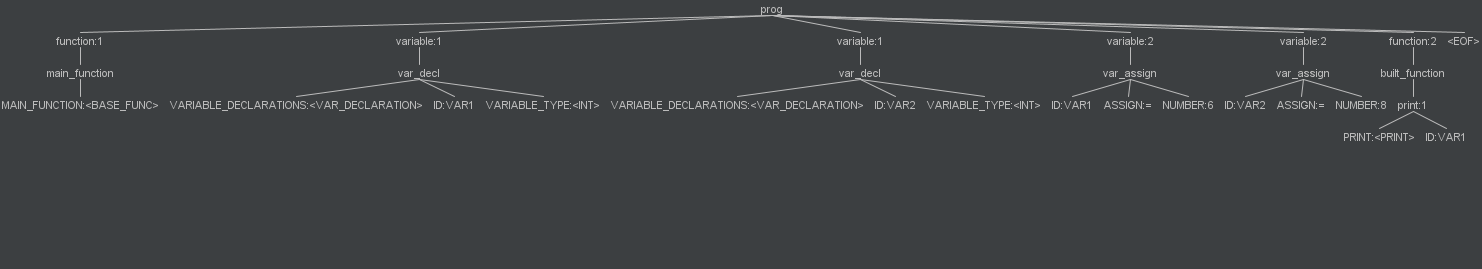 prog
function:1 variable:1 variable:1 variable:2 variable:2 function:2 <EOF>
main_function var_decl var_decl var_assign var_assign built_function
MAIN_FUNCTION:<BASE_FUNC> VARIABLE_DECLARATIONS:<VAR_DECLARATION> ID:VAR1 VARIABLE_TYPE:<INT> VARIABLE_DECLARATIONS:<VAR_DECLARATION> ID:VAR2 VARIABLE_TYPE:<INT> ID:VAR1 ASSIGN:= NUMBER:6 ID:VAR2 ASSIGN:= NUMBER:8 print:1
PRINT:<PRINT> ID:VAR1